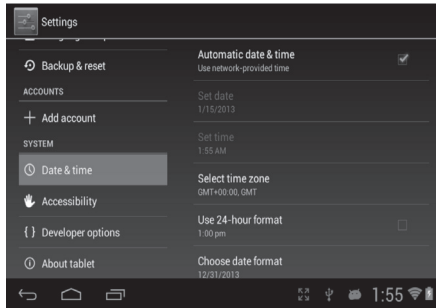 Settings
Backup & reset
ACCOUNTS
Add account
SYSTEM
Date & time
Accessibility
{ } Developer options
About tablet
Automatic date & time
Use network-provided time
Set date
1/15/2013
Set time
1:55 AM
Select time zone
GMT+00:00, GMT
Use 24-hour format
1:00 pm
Choose date format
12/31/2013
1:55